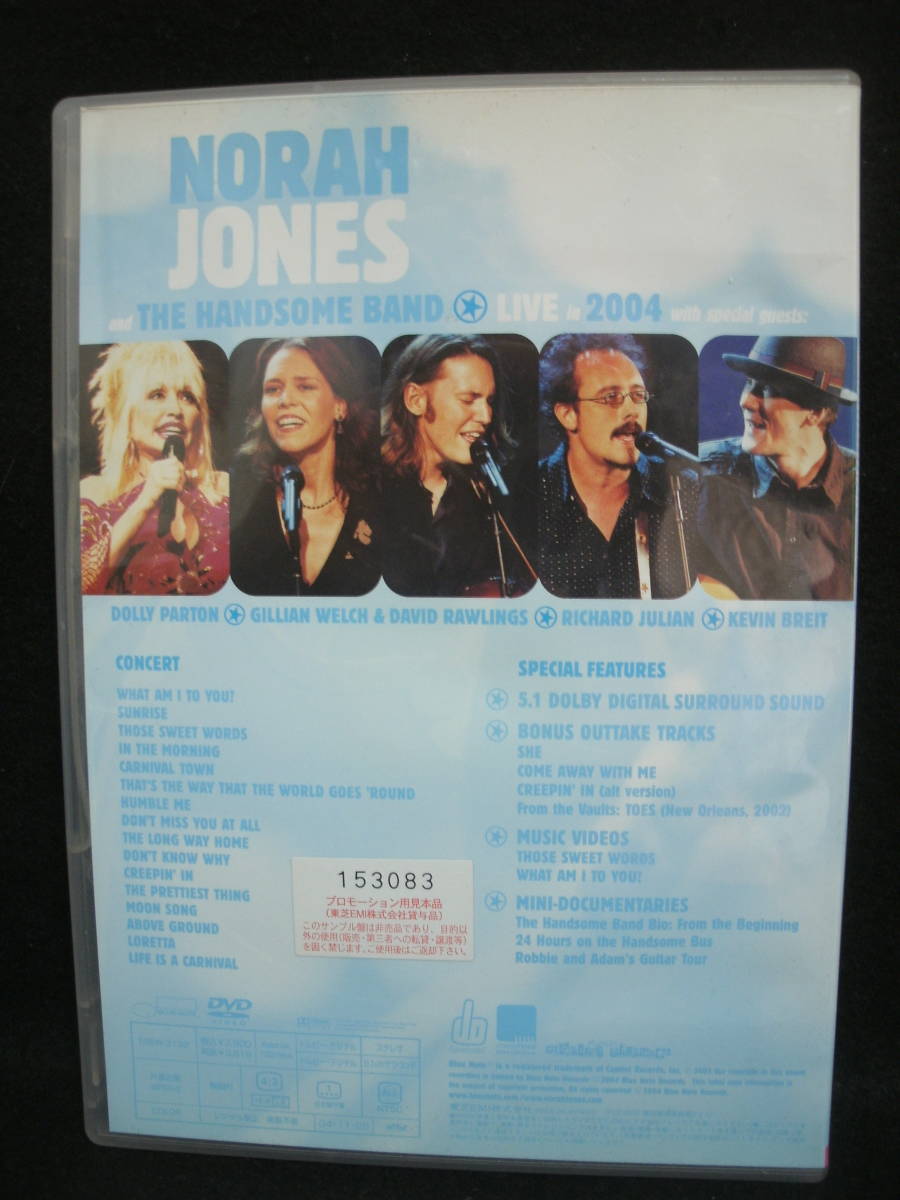 NORAH
JONES
and THE HANDSOME BAND LIVE in 2004 with special guests:
DOLLY PARTON GILLIAN WELCH & DAVID RAWLINGS RICHARD JULIAN KEVIN BREIT
CONCERT
WHAT AM I TO YOU?
SUNRISE
THOSE SWEET WORDS
IN THE MORNING
CARNIVAL TOWN
THAT'S THE WAY THAT THE WORLD GOES 'ROUND
HUMBLE ME
DON'T MISS YOU AT ALL
THE LONG WAY HOME
DON'T KNOW WHY
CREEPIN' IN
THE PRETTIEST THING
MOON SONG
ABOVE GROUND
LORETTA
LIFE IS A CARNIVAL
SPECIAL FEATURES
5.1 DOLBY DIGITAL SURROUND SOUND
BONUS OUTTAKE TRACKS
SHE
COME AWAY WITH ME
CREEPIN' IN (alt version)
From the Vaults: TOES (New Orleans, 2002)
MUSIC VIDEOS
THOSE SWEET WORDS
WHAT AM I TO YOU?
MINI-DOCUMENTARIES
The Handsome Band Bio: From the Beginning
24 Hours on the Handsome Bus
Robbie and Adam's Guitar Tour
153083
プロモーション用見本品
(東芝EMI株式会社貸与品)
このサンプル盤は非売品であり、目的以
外の使用(販売・第三者への転貸・譲渡等)
を固く禁じます。ご使用後はご返却下さい。
DVD
VIDEO
4:3
NTSC
COLOR
04・11・05